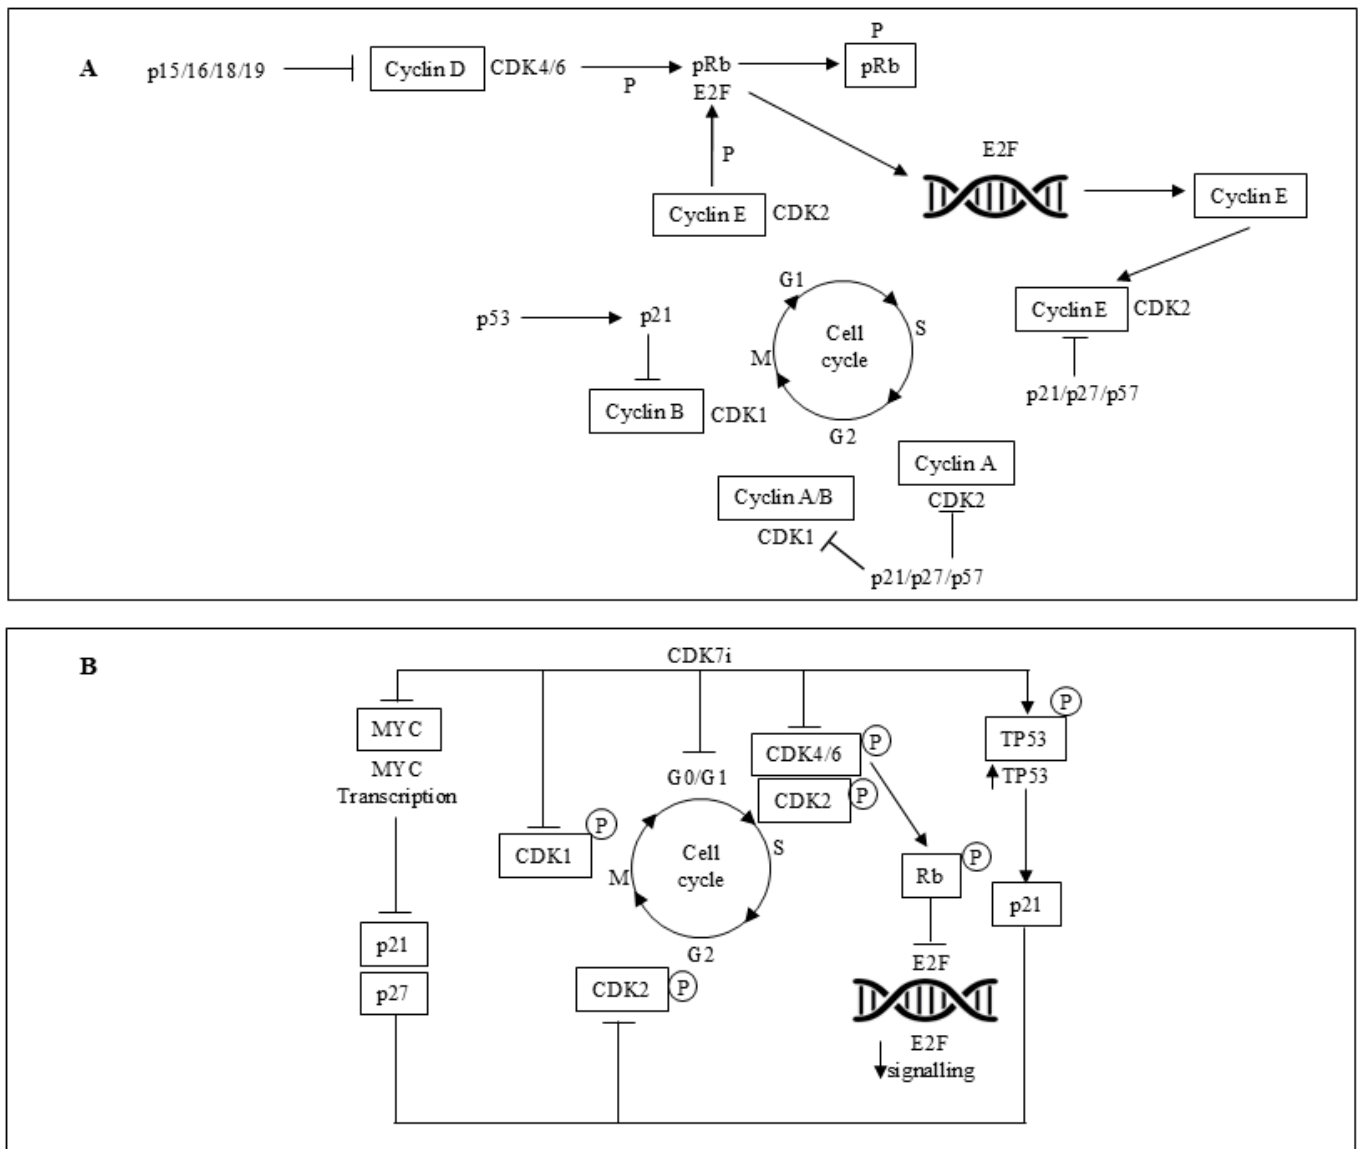 A
p15/16/18/19
Cyclin D
CDK4/6
P
pRb
E2F
P
pRb
P
Cyclin E
CDK2
E2F
Cyclin E
Cyclin E
CDK2
p21/p27/p57
p53
p21
Cyclin B
CDK1
G1
S
G2
M
Cell
cycle
Cyclin A
CDK2
Cyclin A/B
CDK1
p21/p27/p57
B
CDK7i
MYC
MYC
Transcription
p21
p27
CDK1
P
G0/G1
S
G2
M
Cell
cycle
CDK4/6
P
CDK2
P
CDK2
P
Rb
P
E2F
E2F
signalling
P
TP53
TP53
p21